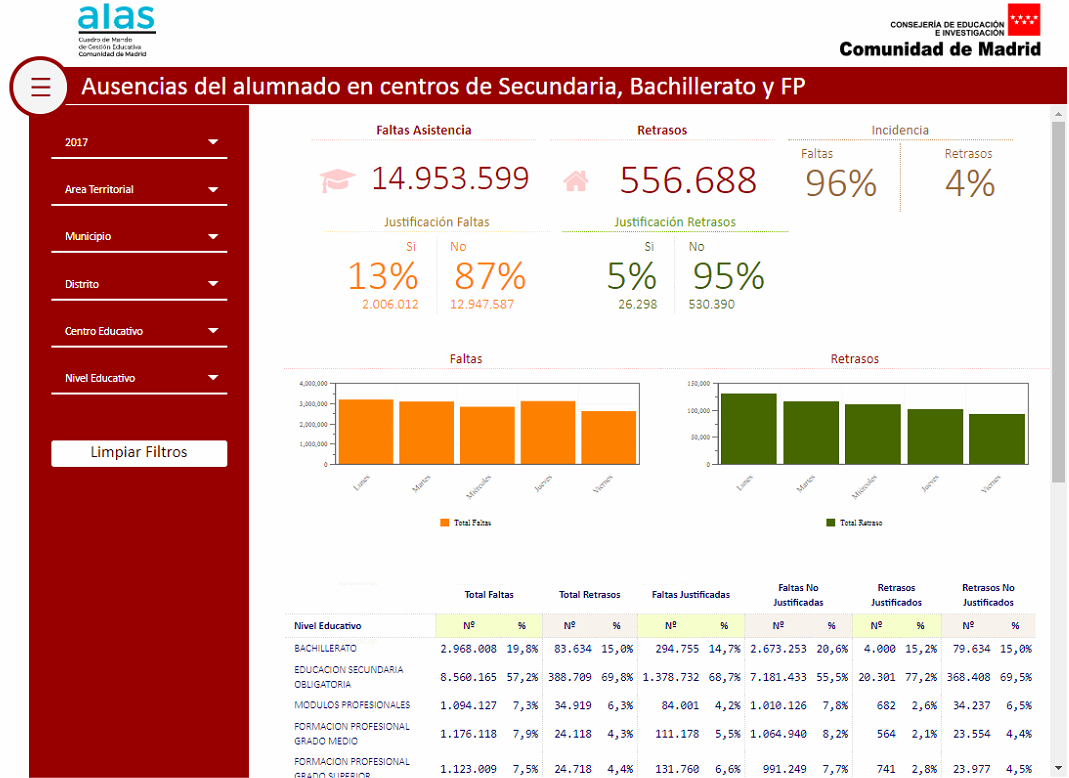 alas
Cuadro de Mando
de Gestión Educativa
Comunidad de Madrid
CONSEJERÍA DE EDUCACIÓN
E INVESTIGACIÓN
Comunidad de Madrid
Ausencias del alumnado en centros de Secundaria, Bachillerato y FP
2017
Area Territorial
Municipio
Distrito
Centro Educativo
Nivel Educativo
Limpiar Filtros
Faltas Asistencia
14.953.599
Retrasos
556.688
Incidencia
Faltas Retrasos
96% 4%
Justificación Faltas
Si No
13% 87%
2.006.012 12.947.587
Justificación Retrasos
Si No
5% 95%
26.298 530.390
Faltas
4,000,000
3,000,000
2,000,000
1,000,000
0
Lunes Martes Miércoles Jueves Viernes
Total Faltas
Retrasos
150,000
100,000
50,000
0
Lunes Martes Miércoles Jueves Viernes
Total Retraso
Total Faltas Total Retrasos Faltas Justificadas Faltas No Justificadas Retrasos Justificados Retrasos No Justificados
Nivel Educativo Nº % Nº % Nº % Nº % Nº % Nº %
BACHILLERATO 2.968.008 19,8% 83.634 15,0% 294.755 14,7% 2.673.253 20,6% 4.000 15,2% 79.634 15,0%
EDUCACION SECUNDARIA
OBLIGATORIA 8.560.165 57,2% 388.709 69,8% 1.378.732 68,7% 7.181.433 55,5% 20.301 77,2% 368.408 69,5%
MODULOS PROFESIONALES 1.094.127 7,3% 34.919 6,3% 84.001 4,2% 1.010.126 7,8% 682 2,6% 34.237 6,5%
FORMACION PROFESIONAL
GRADO MEDIO 1.176.118 7,9% 24.118 4,3% 111.178 5,5% 1.064.940 8,2% 564 2,1% 23.554 4,4%
FORMACION PROFESIONAL
GRADO SUPERIOR 1.123.009 7,5% 24.718 4,4% 131.760 6,6% 991.249 7,7% 741 2,8% 23.977 4,5%